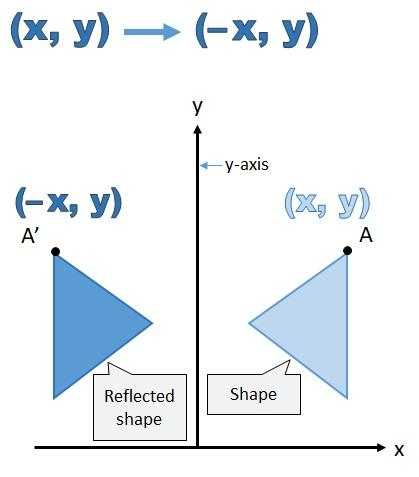 (x, y) → (−x, y)
y
y-axis
(−x, y)
(x, y)
A′
A
Reflected
shape
Shape
x